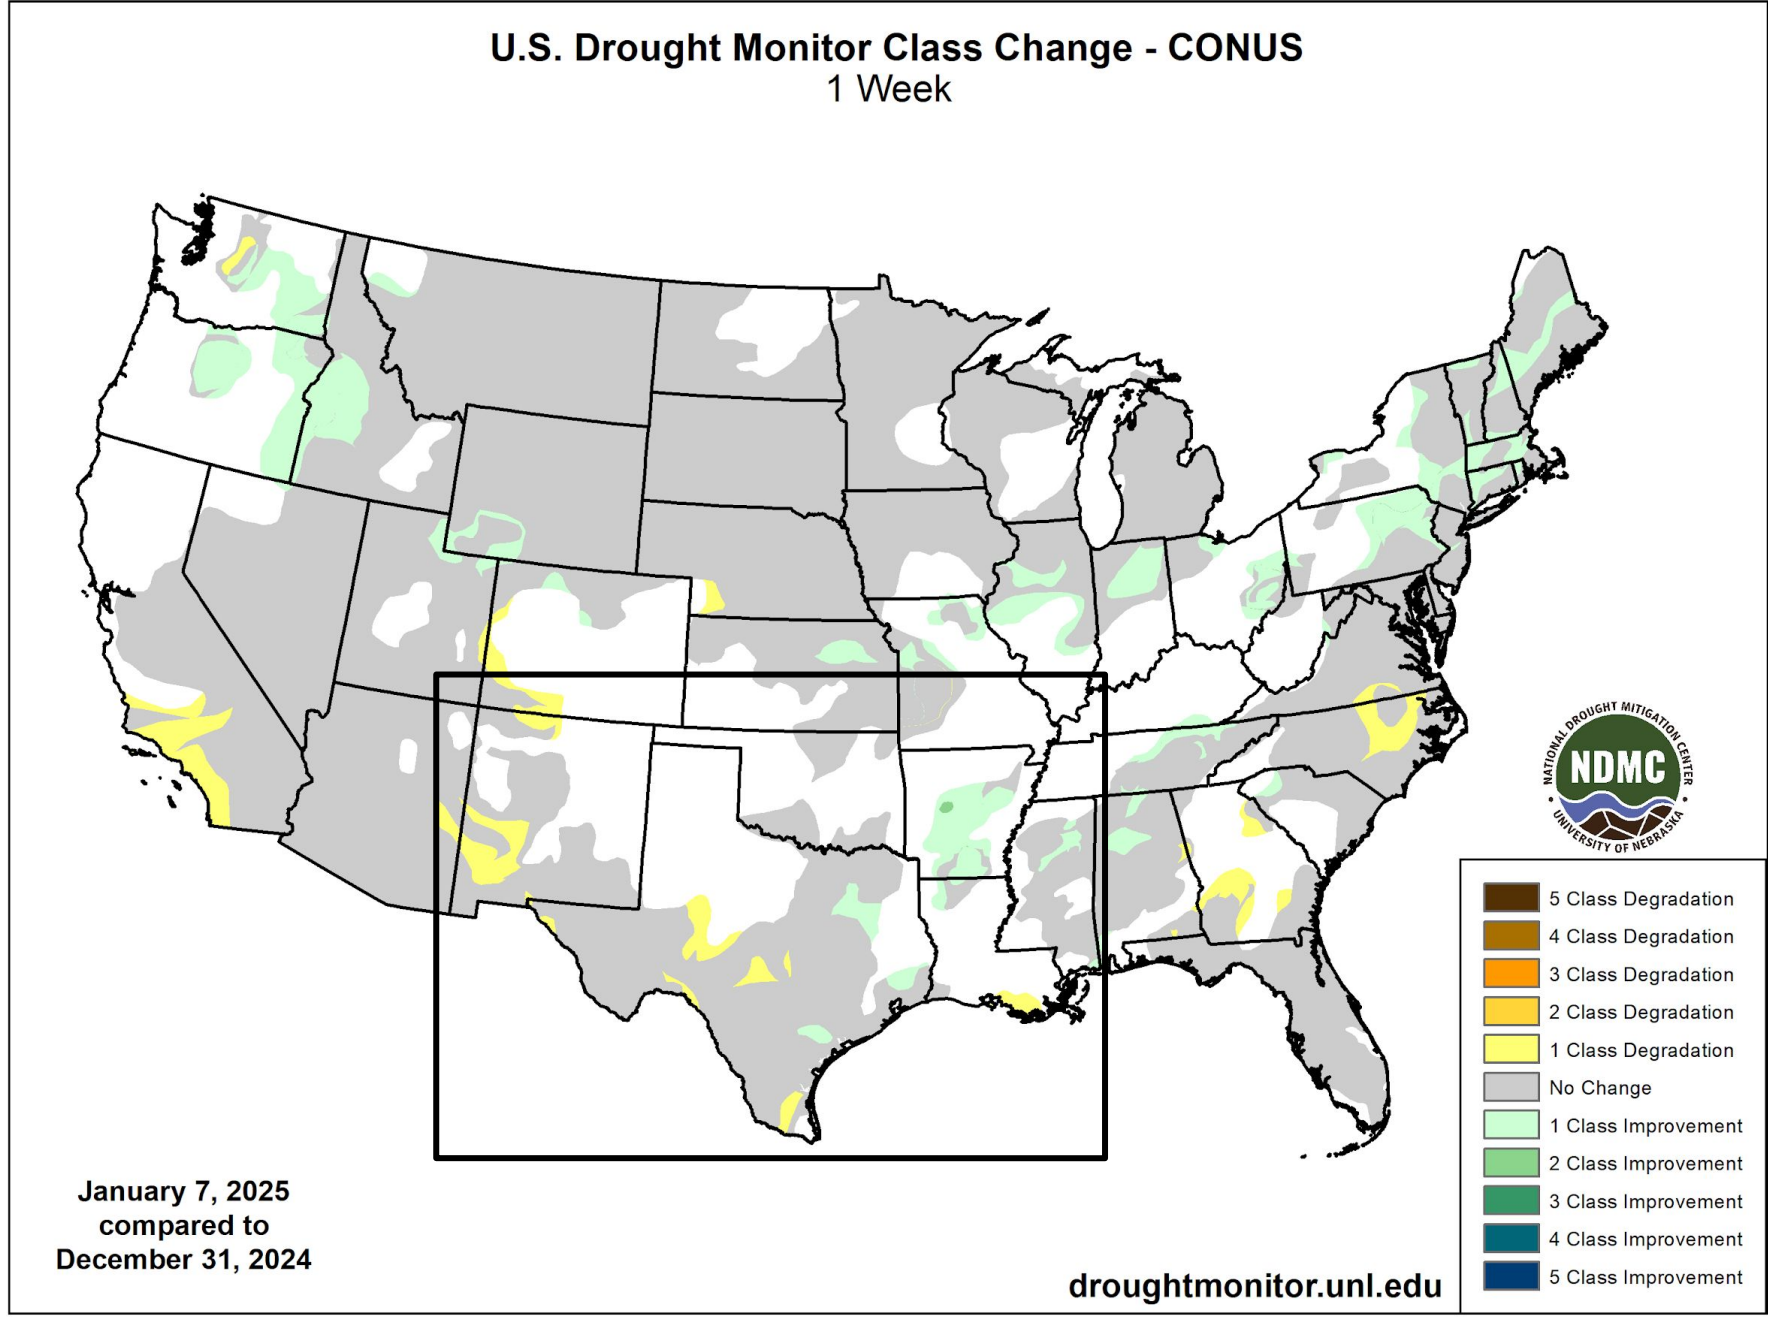 U.S. Drought Monitor Class Change - CONUS
1 Week
NATIONAL DROUGHT MITIGATION CENTER
NDMC
UNIVERSITY OF NEBRASKA
5 Class Degradation
4 Class Degradation
3 Class Degradation
2 Class Degradation
1 Class Degradation
No Change
1 Class Improvement
2 Class Improvement
3 Class Improvement
4 Class Improvement
5 Class Improvement
January 7, 2025
compared to
December 31, 2024
droughtmonitor.unl.edu